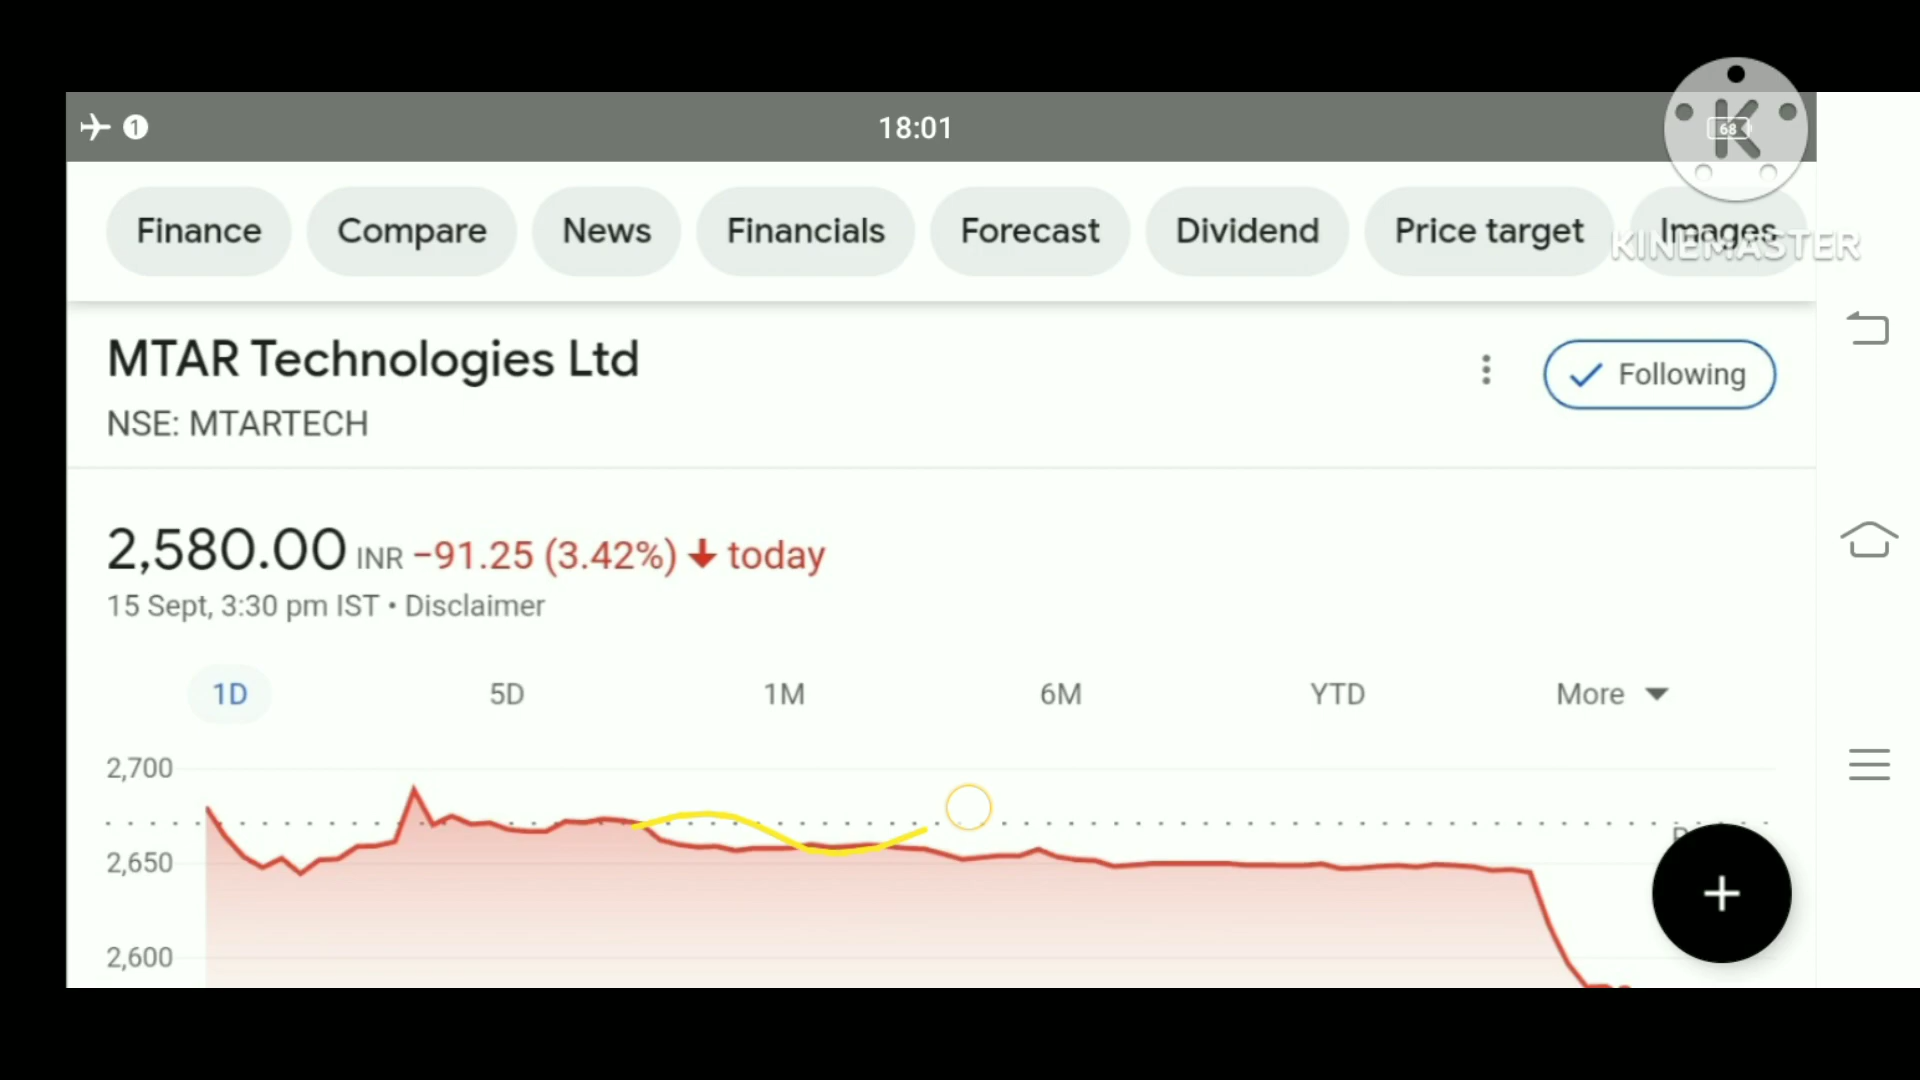 1 18:01 68
K
KINEMASTER
Finance Compare News Financials Forecast Dividend Price target Images
MTAR Technologies Ltd
Following
NSE: MTARTECH
2,580.00 INR −91.25 (3.42%) today
15 Sept, 3:30 pm IST • Disclaimer
1D 5D 1M 6M YTD More
2,700
2,650
2,600
+